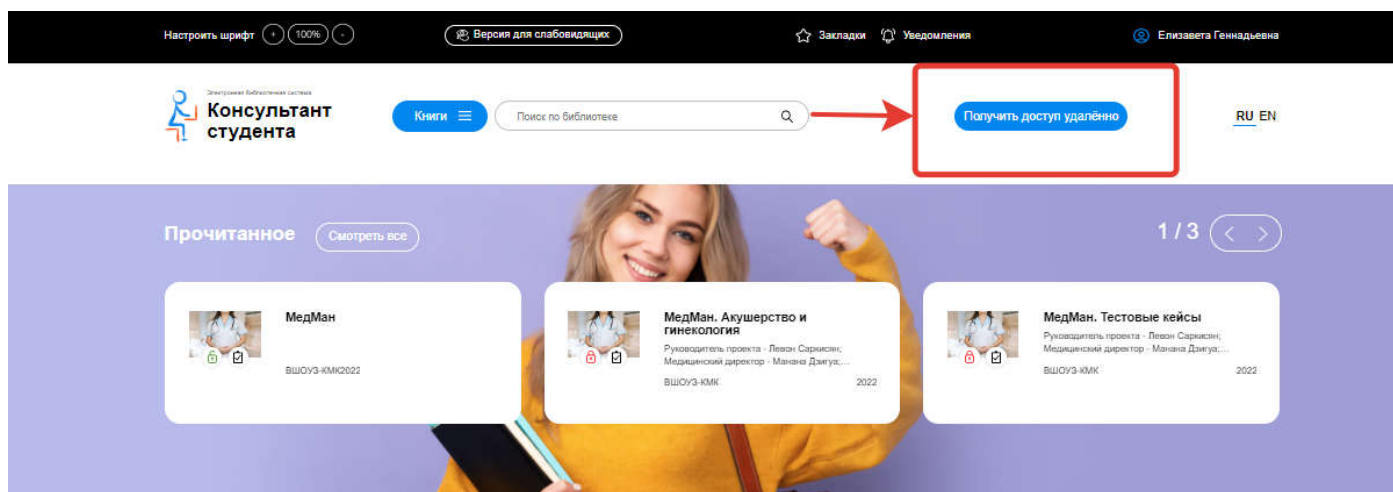 Настроить шрифт + 100% -
Версия для слабовидящих
Закладки
Уведомления
Елизавета Геннадьевна
Электронная библиотечная система
Консультант
студента
Книги
Поиск по библиотеке
Получить доступ удалённо
RU EN
Прочитанное
Смотреть все
1 / 3
МедМан
ВШОУЗ-КМК2022
МедМан. Акушерство и
гинекология
Руководитель проекта - Левон Саркисян;
Медицинский директор - Манана Дзигуа;...
ВШОУЗ-КМК
2022
МедМан. Тестовые кейсы
Руководитель проекта - Левон Саркисян;
Медицинский директор - Манана Дзигуа;...
ВШОУЗ-КМК
2022